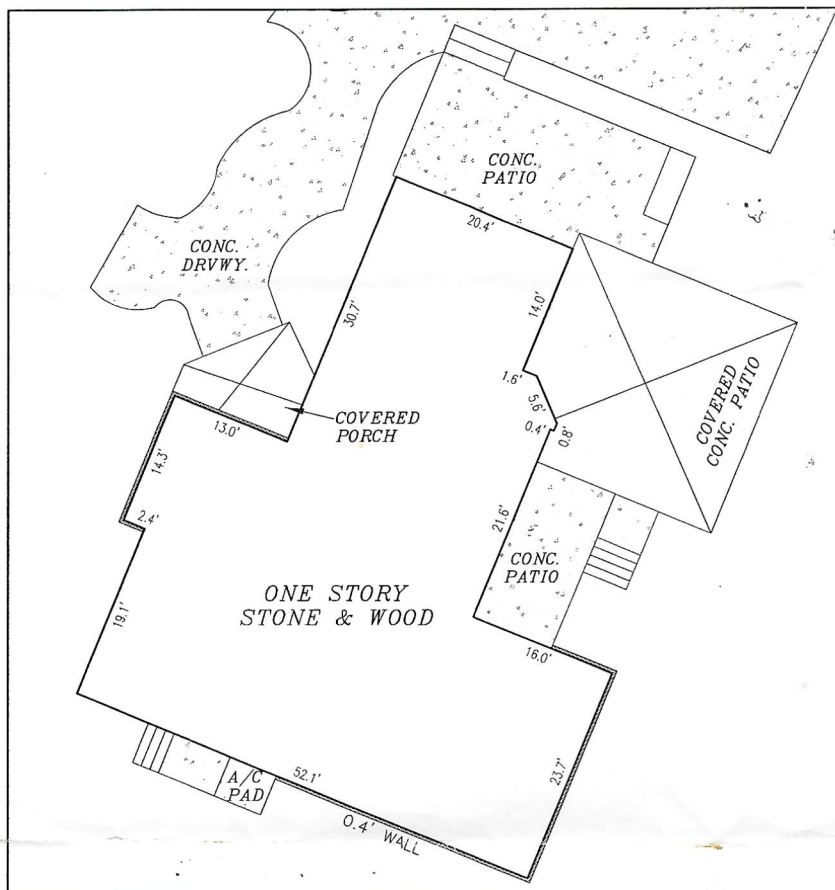 CONC.
PATIO
20.4'
CONC.
DRVWY.
30.7'
14.0'
1.6'
5.6'
0.4'
0.8'
COVERED
CONC. PATIO
COVERED
PORCH
13.0'
14.3'
2.4'
21.6'
CONC.
PATIO
ONE STORY
STONE & WOOD
19.1'
16.0'
23.7'
52.1'
A/C
PAD
0.4' WALL